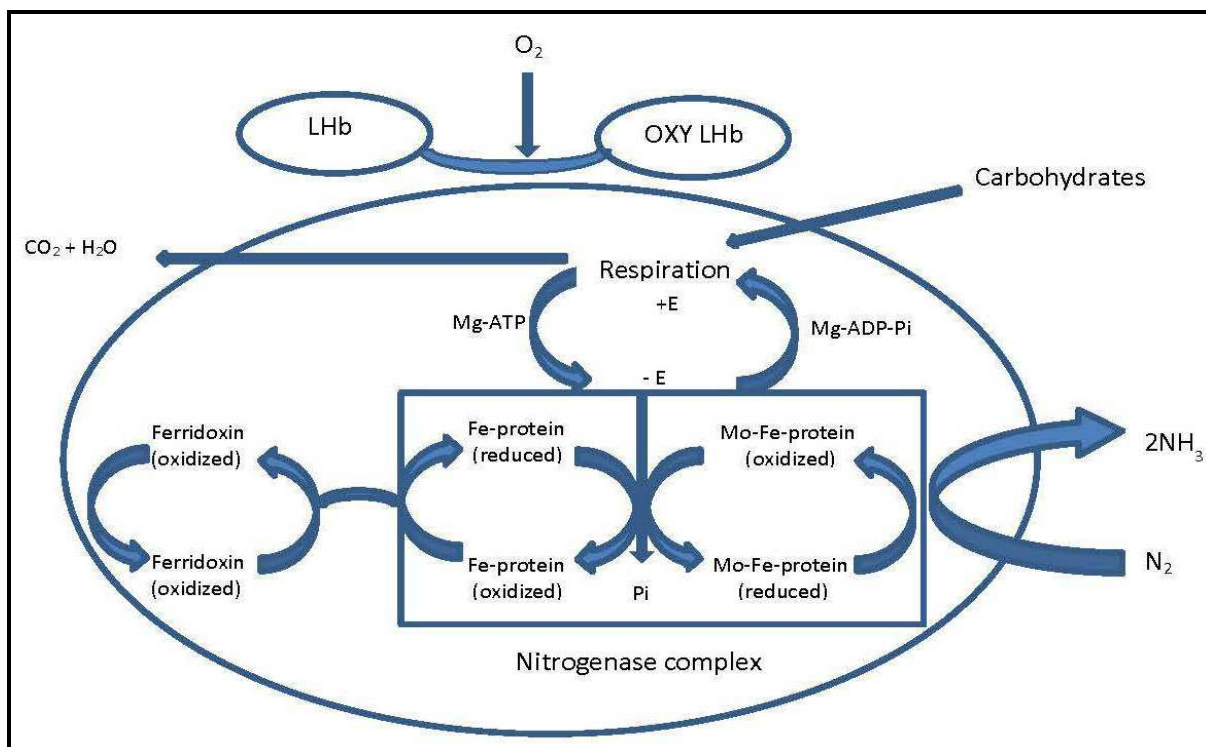 O₂
LHb
OXY LHb
Carbohydrates
CO₂ + H₂O
Respiration
+E
Mg-ATP
Mg-ADP-Pi
- E
Ferridoxin
(oxidized)
Fe-protein
(reduced)
Mo-Fe-protein
(oxidized)
2NH₃
Ferridoxin
(oxidized)
Fe-protein
(oxidized)
Pi
Mo-Fe-protein
(reduced)
N₂
Nitrogenase complex